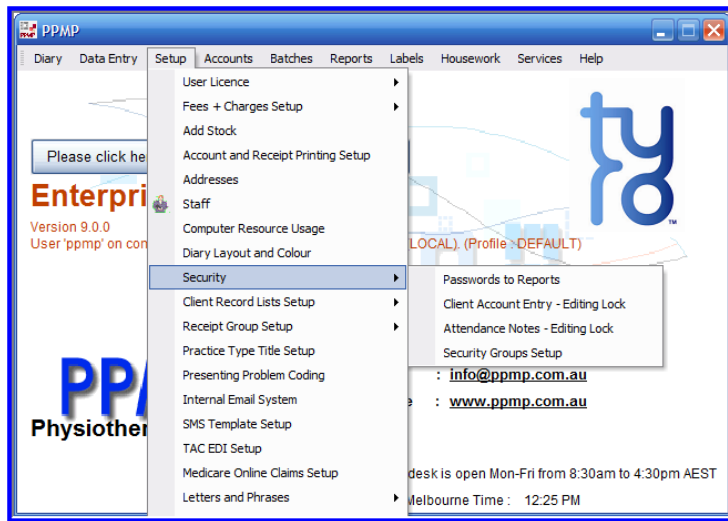 PPMP
Diary Data Entry Setup Accounts Batches Reports Labels Housework Services Help
User Licence
Fees + Charges Setup
Add Stock
Please click he
Account and Receipt Printing Setup
Addresses
Enterpri
Staff
Version 9.0.0
Computer Resource Usage
User 'ppmp' on con
LOCAL). (Profile : DEFAULT)
Diary Layout and Colour
tyro
TM
Security
Passwords to Reports
Client Account Entry - Editing Lock
Attendance Notes - Editing Lock
Security Groups Setup
Client Record Lists Setup
Receipt Group Setup
Practice Type Title Setup
Presenting Problem Coding
Internal Email System
SMS Template Setup
TAC EDI Setup
Medicare Online Claims Setup
Letters and Phrases
PPM
Physiother
: info@ppmp.com.au
: www.ppmp.com.au
desk is open Mon-Fri from 8:30am to 4:30pm AEST
Melbourne Time : 12:25 PM